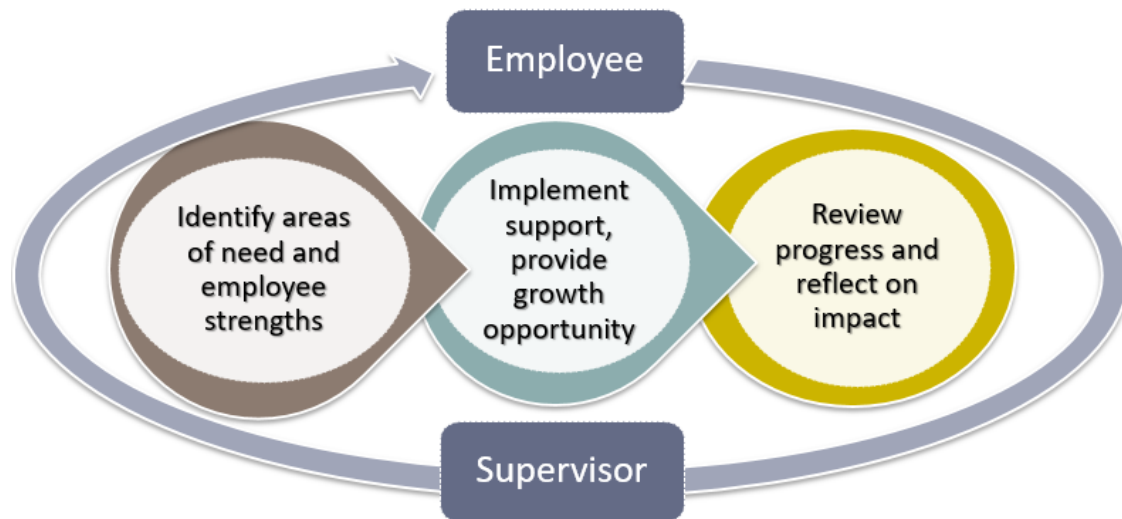 Employee
Identify areas
of need and
employee
strengths
Implement
support,
provide
growth
opportunity
Review
progress and
reflect on
impact
Supervisor